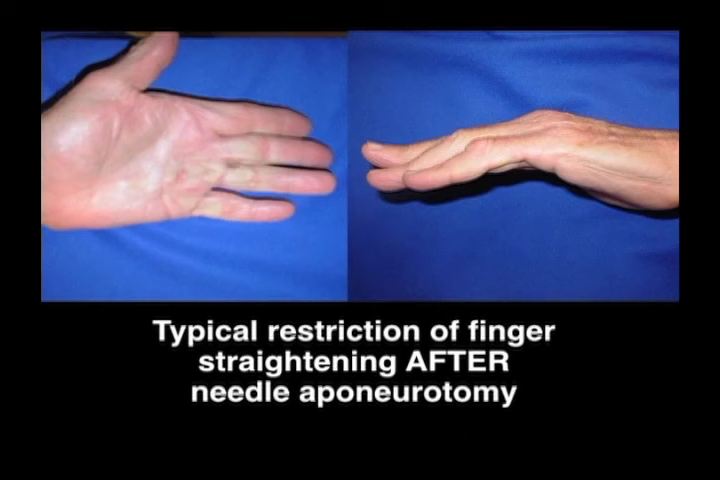 Typical restriction of finger
straightening AFTER
needle aponeurotomy